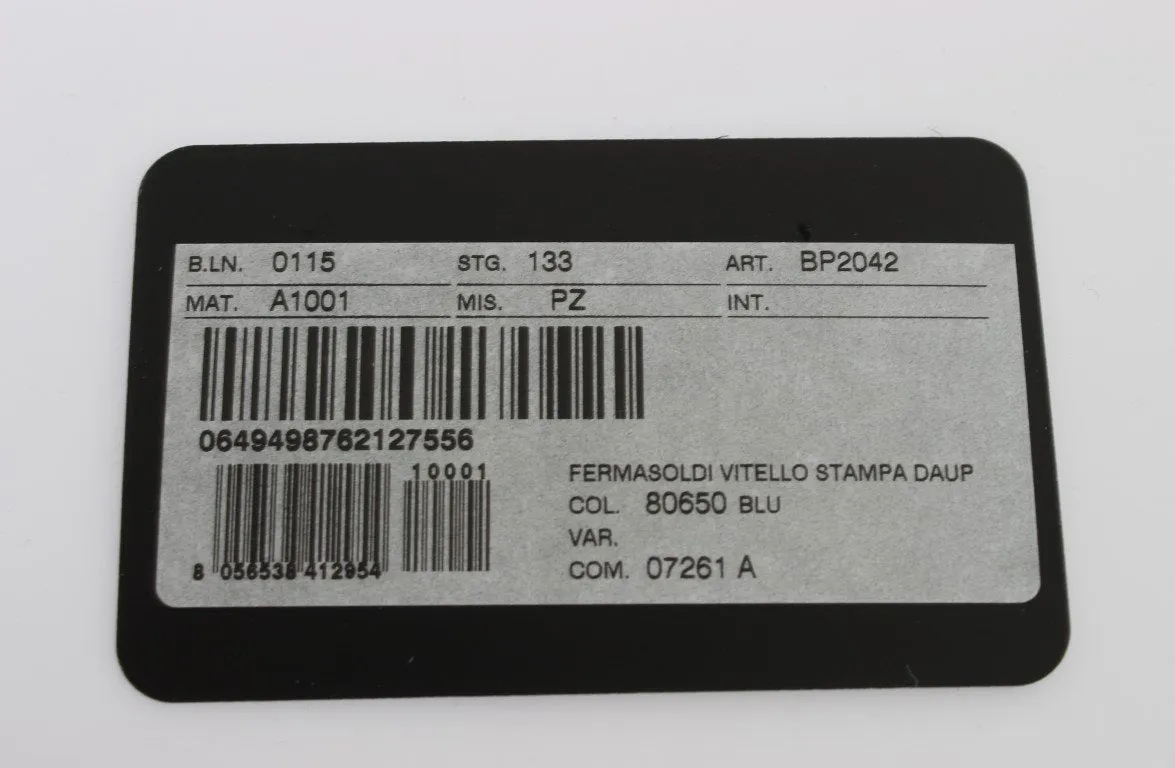 B.LN. 0115 STG. 133 ART. BP2042
MAT. A1001 MIS. PZ INT.
0649498762127556
10001
8 056538 412954
FERMASOLDI VITELLO STAMPA DAUP
COL. 80650 BLU
VAR.
COM. 07261 A